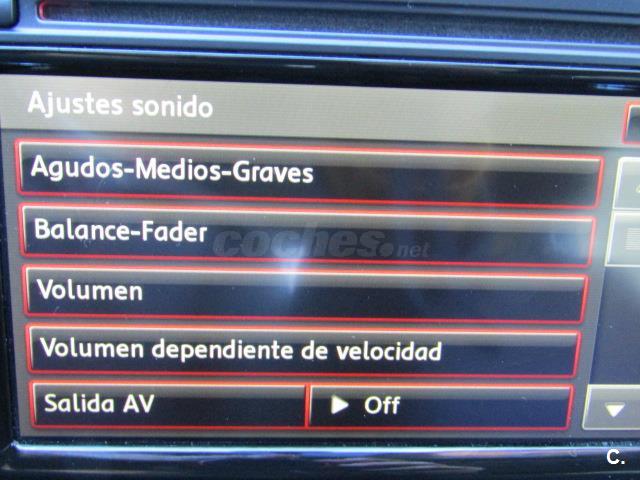 Ajustes sonido
Agudos-Medios-Graves
Balance-Fader
coches.net
Volumen
Volumen dependiente de velocidad
Salida AV ▶ Off
C.